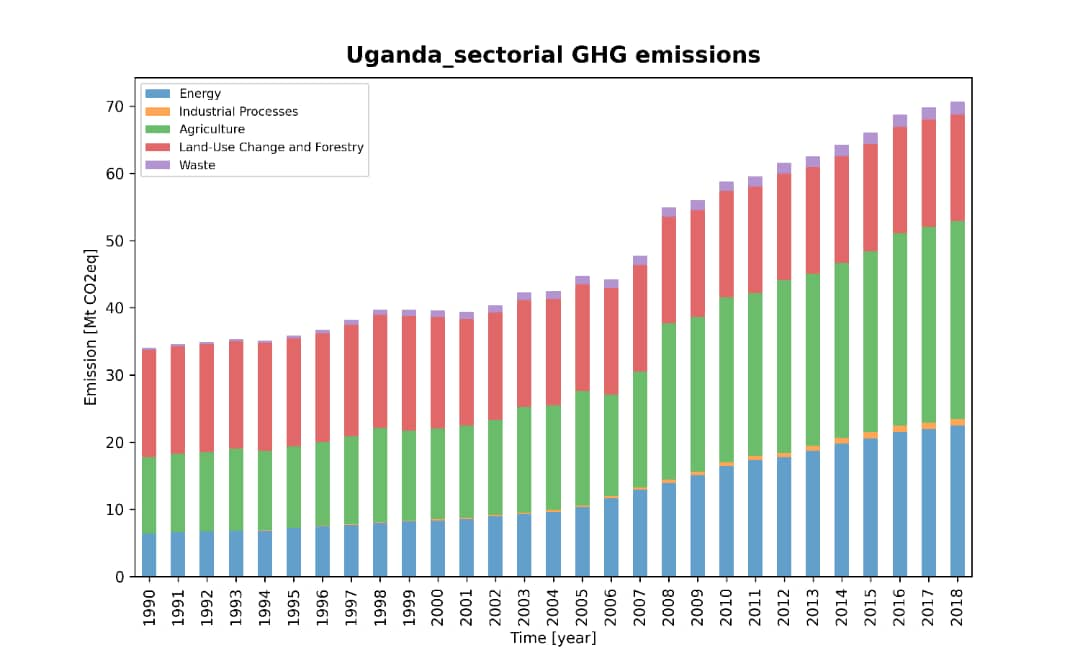 Uganda_sectorial GHG emissions
Energy
Industrial Processes
Agriculture
Land-Use Change and Forestry
Waste
Emission [Mt CO2eq]
70
60
50
40
30
20
10
0
1990 1991 1992 1993 1994 1995 1996 1997 1998 1999 2000 2001 2002 2003 2004 2005 2006 2007 2008 2009 2010 2011 2012 2013 2014 2015 2016 2017 2018
Time [year]